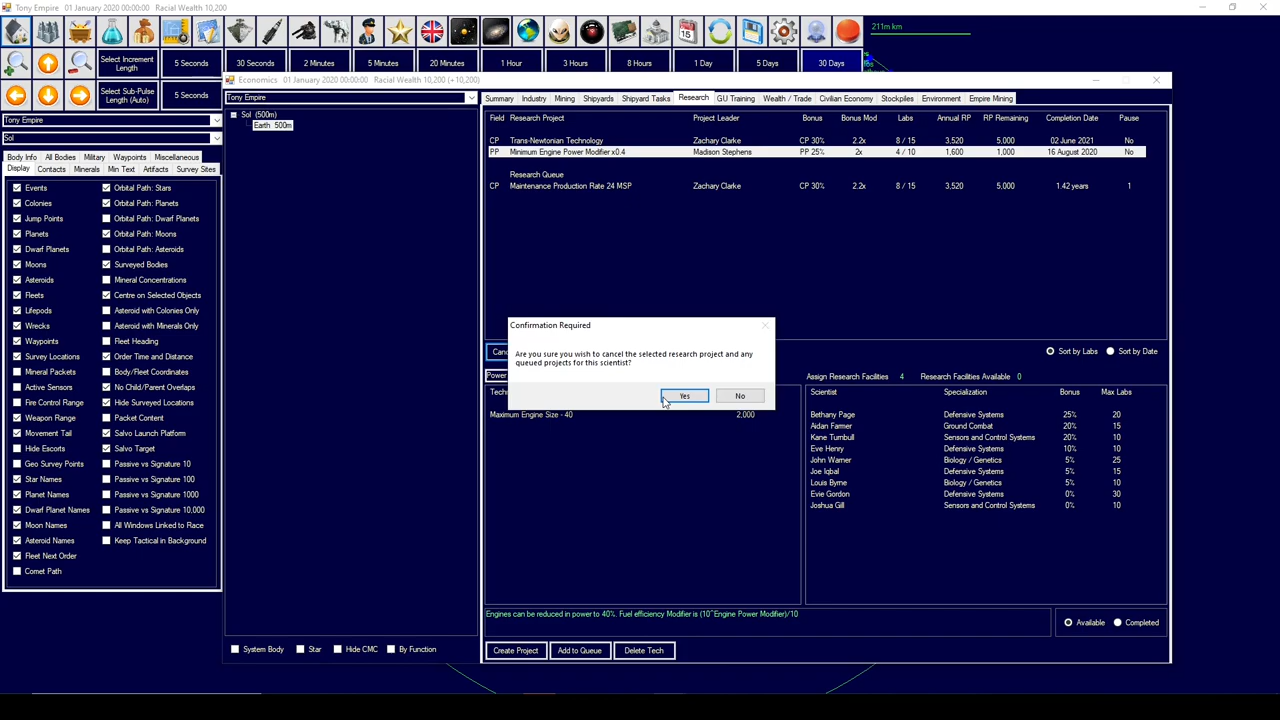 Tony Empire   01 January 2020 00:00:00   Racial Wealth 10,200
211m km
Select Increment Length
5 Seconds
30 Seconds
2 Minutes
5 Minutes
20 Minutes
1 Hour
3 Hours
8 Hours
1 Day
5 Days
30 Days
Select Sub-Pulse Length (Auto)
5 Seconds
Economics   01 January 2020 00:00:00   Racial Wealth 10,200 (+10,200)
Tony Empire
Sol
Body Info   All Bodies   Military   Waypoints   Miscellaneous
Display   Contacts   Minerals   Min Text   Artifacts   Survey Sites
Events   Orbital Path: Stars
Colonies   Orbital Path: Planets
Jump Points   Orbital Path: Dwarf Planets
Planets   Orbital Path: Moons
Dwarf Planets   Orbital Path: Asteroids
Moons   Surveyed Bodies
Asteroids   Mineral Concentrations
Fleets   Centre on Selected Objects
Lifepods   Asteroid with Colonies Only
Wrecks   Asteroid with Minerals Only
Waypoints   Fleet Heading
Survey Locations   Order Time and Distance
Mineral Packets   Body/Fleet Coordinates
Active Sensors   No Child/Parent Overlaps
Fire Control Range   Hide Surveyed Locations
Weapon Range   Packet Content
Movement Tail   Salvo Launch Platform
Hide Escorts   Salvo Target
Geo Survey Points   Passive vs Signature 10
Star Names   Passive vs Signature 100
Planet Names   Passive vs Signature 1000
Dwarf Planet Names   Passive vs Signature 10,000
Moon Names   All Windows Linked to Race
Asteroid Names   Keep Tactical in Background
Fleet Next Order
Comet Path
Tony Empire
Sol (500m)
Earth 500m
System Body   Star   Hide CMC   By Function
Summary   Industry   Mining   Shipyards   Shipyard Tasks   Research   GU Training   Wealth / Trade   Civilian Economy   Stockpiles   Environment   Empire Mining
Field   Research Project   Project Leader   Bonus   Bonus Mod   Labs   Annual RP   RP Remaining   Completion Date   Pause
CP   Trans-Newtonian Technology   Zachary Clarke   CP 30%   2.2x   8 / 15   3,520   5,000   02 June 2021   No
PP   Minimum Engine Power Modifier x0.4   Madison Stephens   PP 25%   2x   4 / 10   1,600   1,000   16 August 2020   No
Research Queue
CP   Maintenance Production Rate 24 MSP   Zachary Clarke   CP 30%   2.2x   8 / 15   3,520   5,000   1.42 years   1
Confirmation Required
Are you sure you wish to cancel the selected research project and any
queued projects for this scientist?
Yes   No
Sort by Labs   Sort by Date
Power
Assign Research Facilities   4   Research Facilities Available   0
Scientist   Specialization   Bonus   Max Labs
Maximum Engine Size - 40   2,000
Bethany Page   Defensive Systems   25%   20
Aidan Farmer   Ground Combat   20%   15
Kane Turnbull   Sensors and Control Systems   20%   10
Eve Henry   Defensive Systems   10%   10
John Warner   Biology / Genetics   5%   25
Joe Iqbal   Defensive Systems   5%   15
Louis Byrne   Biology / Genetics   5%   10
Evie Gordon   Defensive Systems   0%   30
Joshua Gill   Sensors and Control Systems   0%   10
Engines can be reduced in power to 40%. Fuel efficiency Modifier is (10^Engine Power Modifier)/10
Available   Completed
Create Project   Add to Queue   Delete Tech